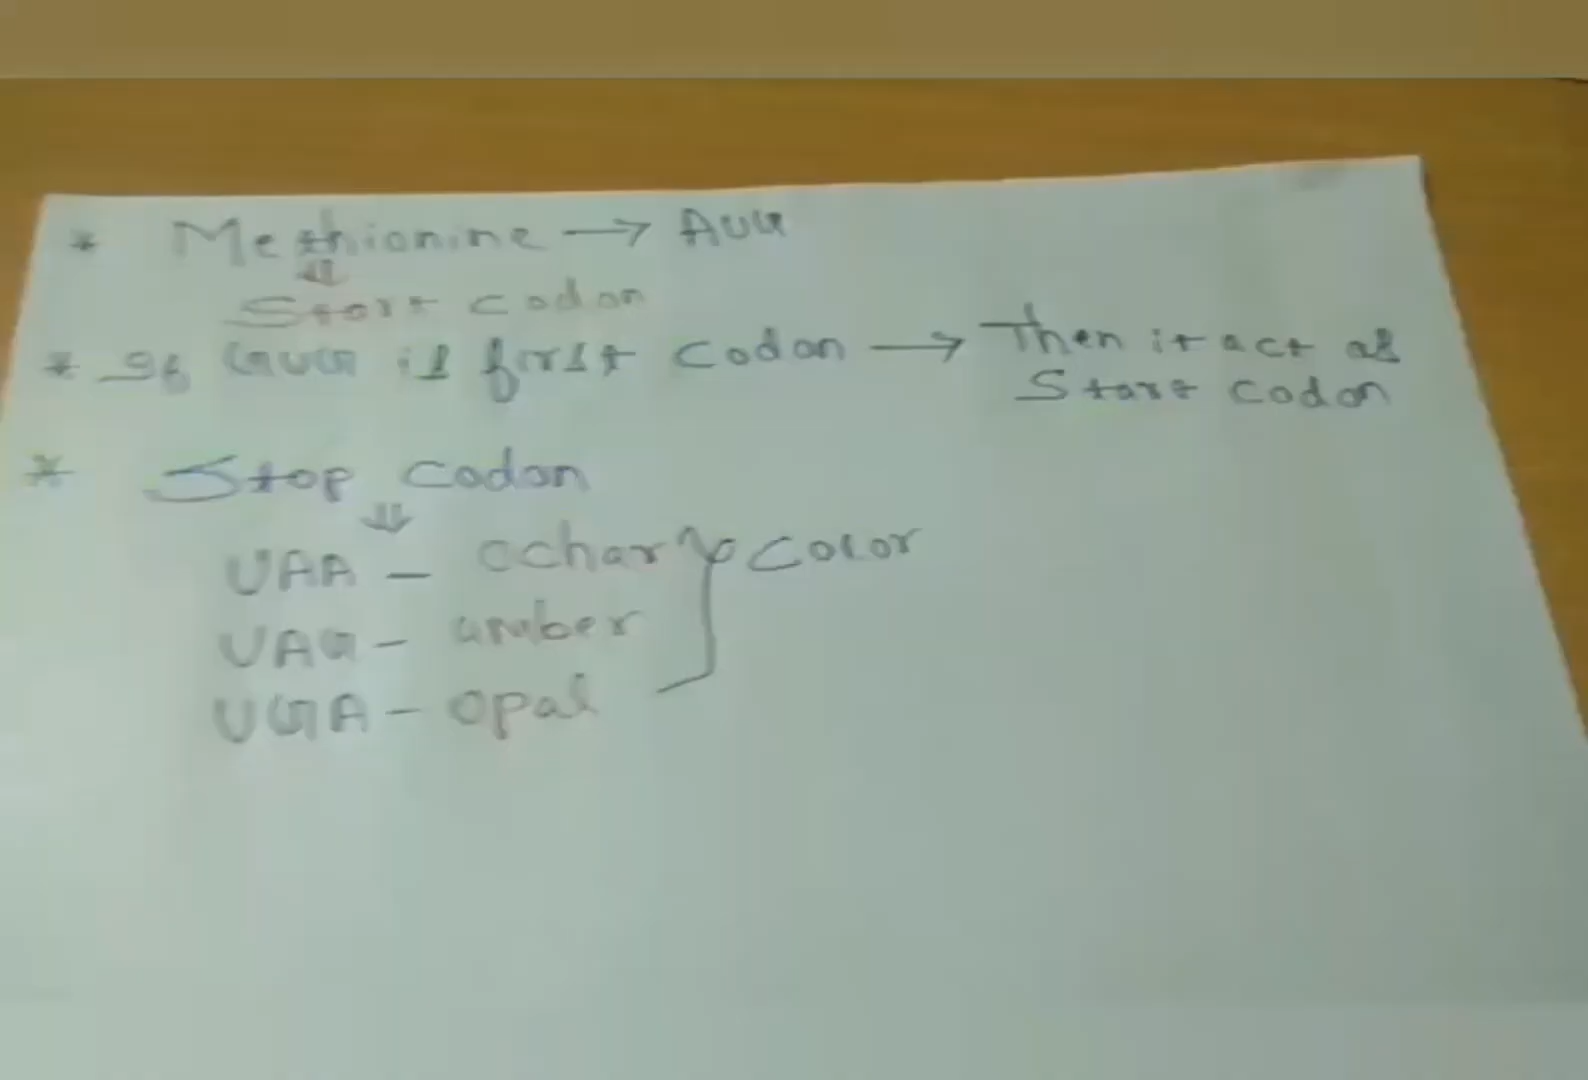 * Methionine → AUG
⇓
Start codon
* If GUG is first codon → Then it act as
Start codon
* Stop codon
⇓
UAA - ochar } color
UAG - amber
UGA - opal